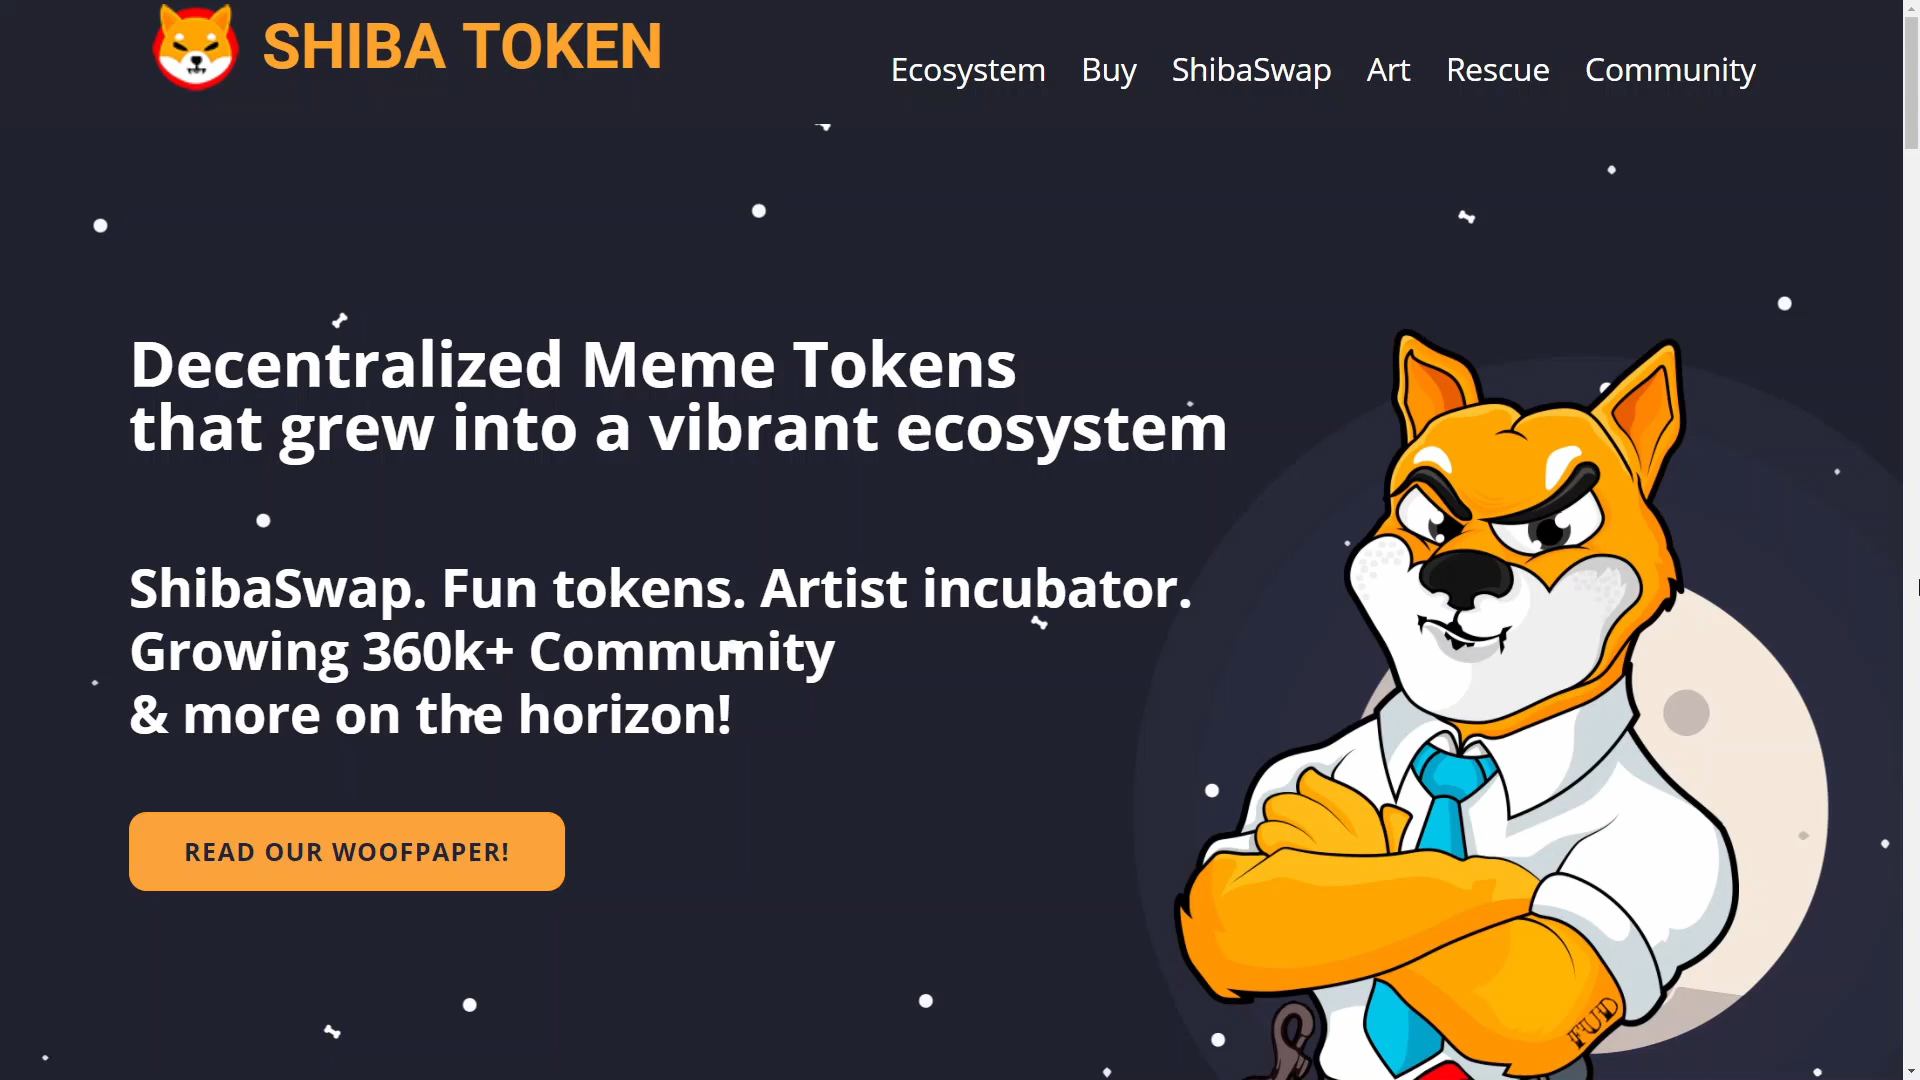 SHIBA TOKEN
Ecosystem Buy ShibaSwap Art Rescue Community
Decentralized Meme Tokens
that grew into a vibrant ecosystem
ShibaSwap. Fun tokens. Artist incubator.
Growing 360k+ Community
& more on the horizon!
READ OUR WOOFPAPER!
FUD